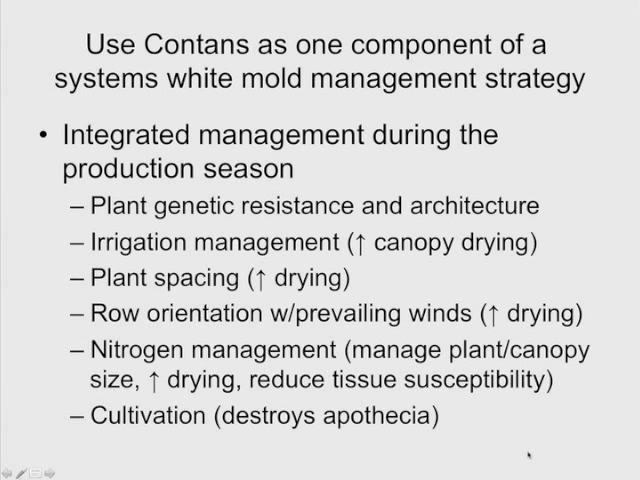 Use Contans as one component of a
systems white mold management strategy
• Integrated management during the
production season
– Plant genetic resistance and architecture
– Irrigation management (↑ canopy drying)
– Plant spacing (↑ drying)
– Row orientation w/prevailing winds (↑ drying)
– Nitrogen management (manage plant/canopy
size, ↑ drying, reduce tissue susceptibility)
– Cultivation (destroys apothecia)